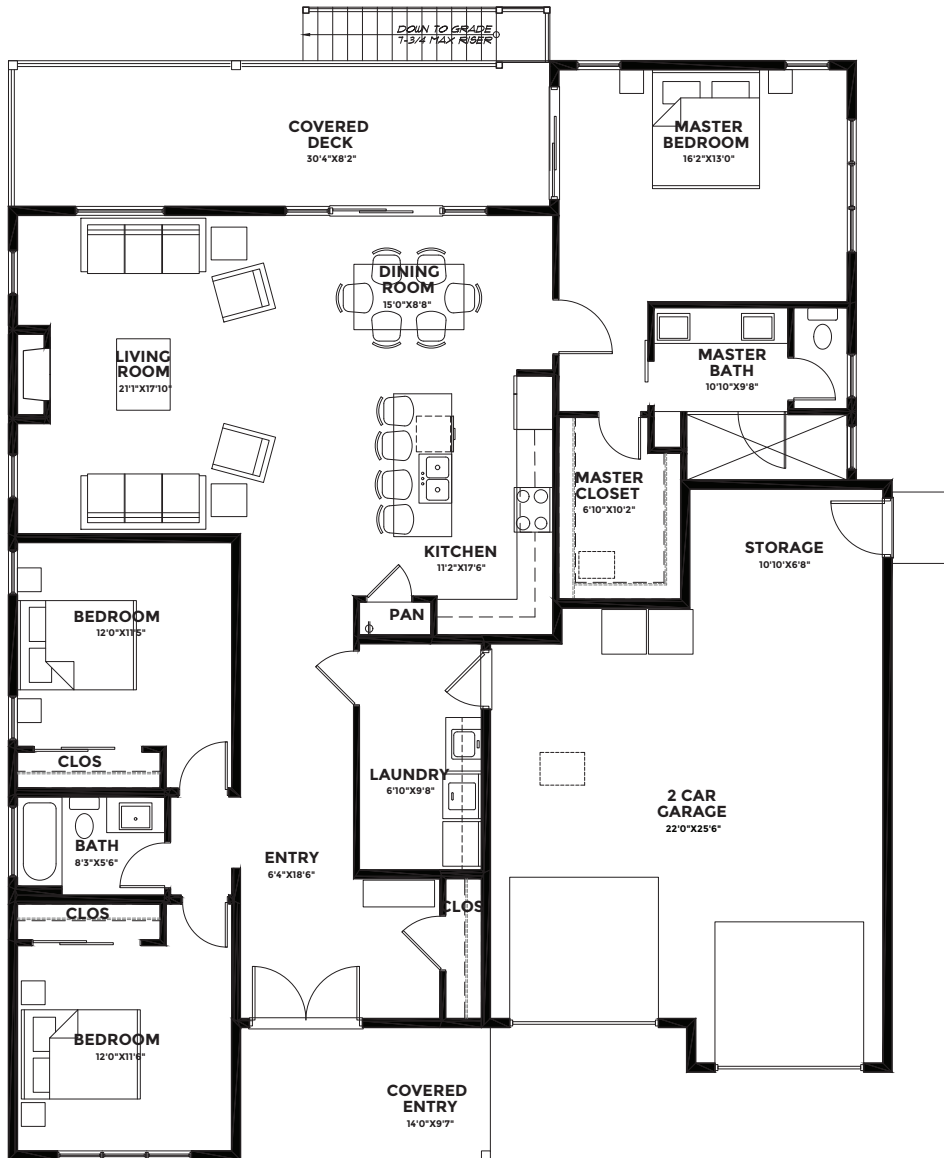 DOWN TO GRADE
7-3/4 MAX RISER
COVERED
DECK
30'4"X8'2"
MASTER
BEDROOM
16'2"X13'0"
DINING
ROOM
15'0"X8'8"
LIVING
ROOM
21'1"X17'10"
MASTER
BATH
10'10"X9'8"
MASTER
CLOSET
6'10"X10'2"
KITCHEN
11'2"X17'6"
STORAGE
10'10"X6'8"
PAN
BEDROOM
12'0"X11'5"
CLOS
LAUNDRY
6'10"X9'8"
2 CAR
GARAGE
22'0"X25'6"
BATH
8'3"X5'6"
ENTRY
6'4"X18'6"
CLOS
CLOS
BEDROOM
12'0"X11'6"
COVERED
ENTRY
14'0"X9'7"